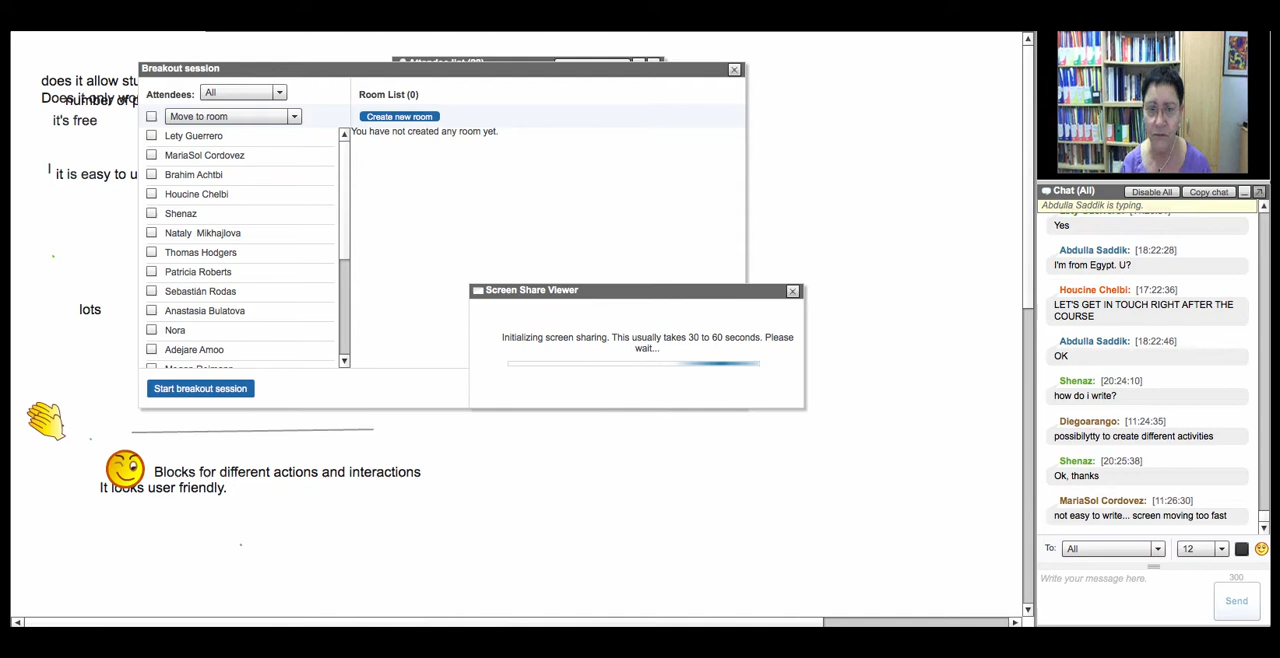 does it allow stu
Does it only wo
number of p
it's free
it is easy to u
lots
Blocks for different actions and interactions
It looks user friendly.
Breakout session
Attendees:
All
Move to room
Lety Guerrero
MariaSol Cordovez
Brahim Achtbi
Houcine Chelbi
Shenaz
Nataly Mikhajlova
Thomas Hodgers
Patricia Roberts
Sebastián Rodas
Anastasia Bulatova
Nora
Adejare Amoo
Start breakout session
Room List (0)
Create new room
You have not created any room yet.
Screen Share Viewer
Initializing screen sharing. This usually takes 30 to 60 seconds. Please
wait...
Chat (All)
Disable All
Copy chat
Abdulla Saddik is typing.
Yes
Abdulla Saddik: [18:22:28]
I'm from Egypt. U?
Houcine Chelbi: [17:22:36]
LET'S GET IN TOUCH RIGHT AFTER THE
COURSE
Abdulla Saddik: [18:22:46]
OK
Shenaz: [20:24:10]
how do i write?
Diegoarango: [11:24:35]
possibilytty to create different activities
Shenaz: [20:25:38]
Ok, thanks
MariaSol Cordovez: [11:26:30]
not easy to write... screen moving too fast
To:
All
12
Write your message here.
300
Send